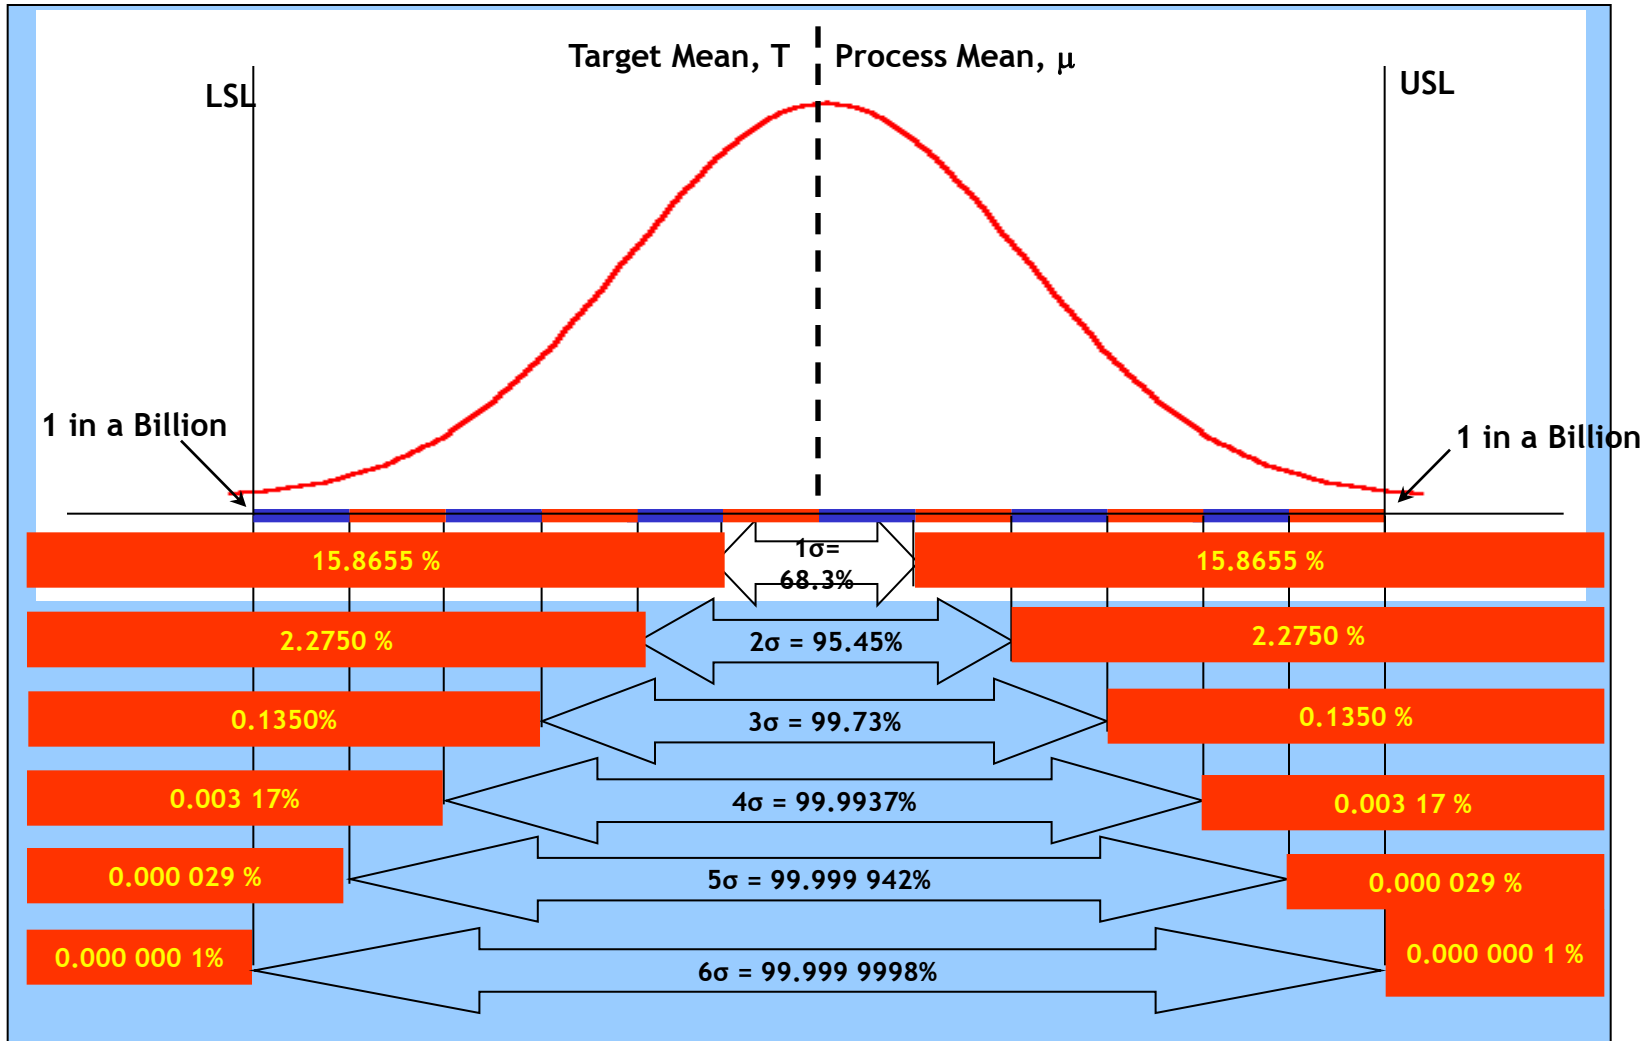 Target Mean, T
Process Mean, μ
LSL
USL
1 in a Billion
1 in a Billion
15.8655 %
1σ=
68.3%
15.8655 %
2.2750 %
2σ = 95.45%
2.2750 %
0.1350%
3σ = 99.73%
0.1350 %
0.003 17%
4σ = 99.9937%
0.003 17 %
0.000 029 %
5σ = 99.999 942%
0.000 029 %
0.000 000 1%
6σ = 99.999 9998%
0.000 000 1 %